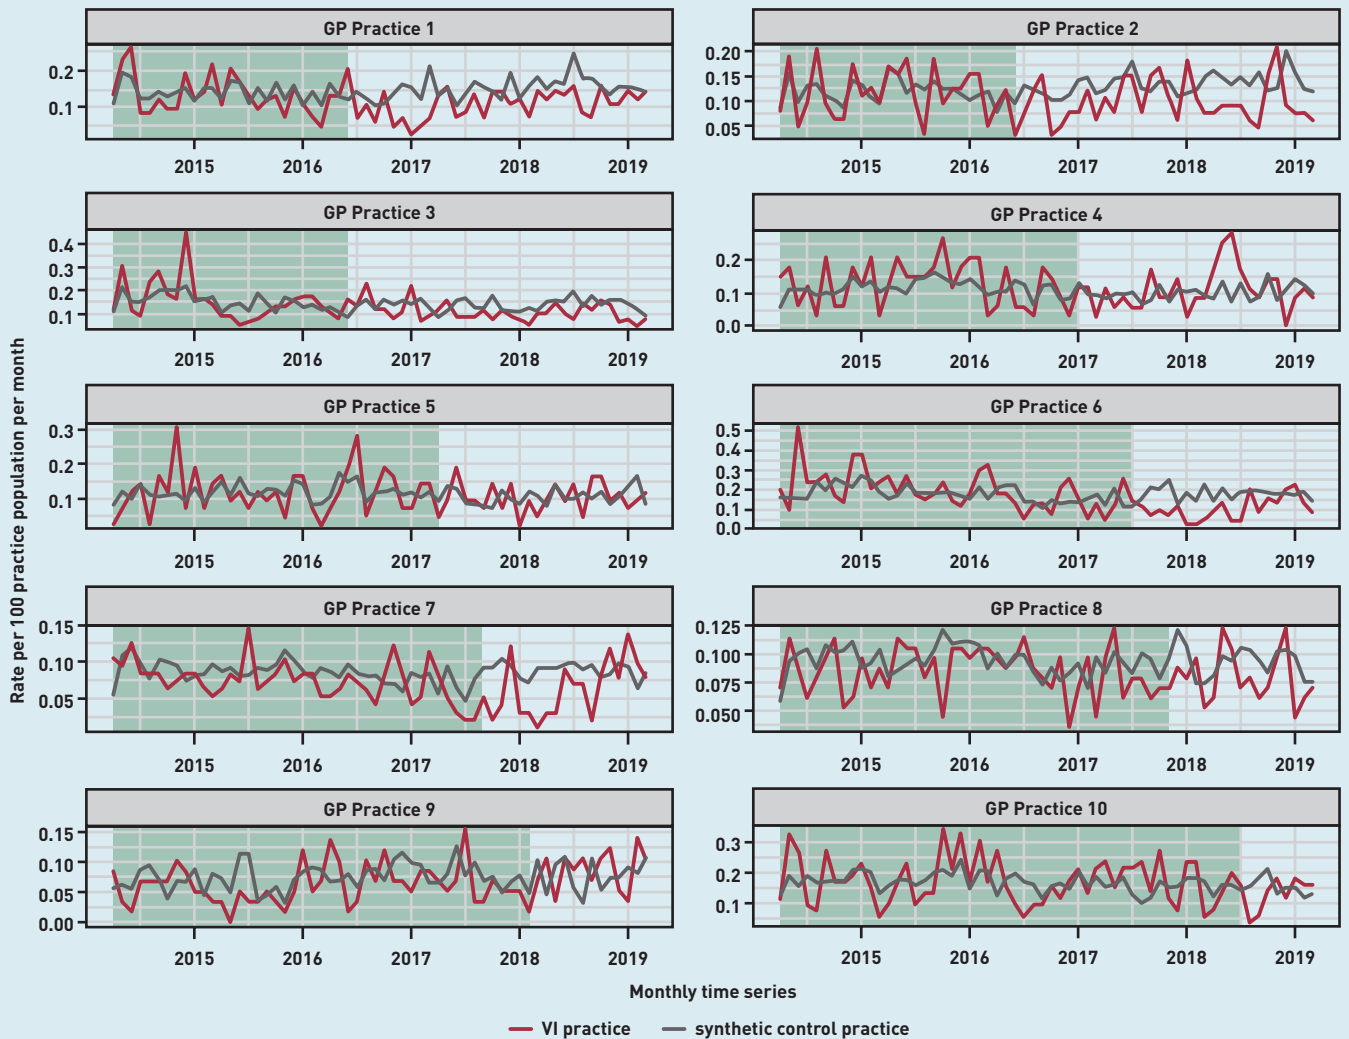 GP Practice 1
0.2
0.1
2015 2016 2017 2018 2019
GP Practice 2
0.20
0.15
0.10
0.05
2015 2016 2017 2018 2019
GP Practice 3
0.4
0.3
0.2
0.1
2015 2016 2017 2018 2019
GP Practice 4
0.2
0.1
0.0
2015 2016 2017 2018 2019
Rate per 100 practice population per month
GP Practice 5
0.3
0.2
0.1
2015 2016 2017 2018 2019
GP Practice 6
0.5
0.4
0.3
0.2
0.1
0.0
2015 2016 2017 2018 2019
GP Practice 7
0.15
0.10
0.05
2015 2016 2017 2018 2019
GP Practice 8
0.125
0.100
0.075
0.050
2015 2016 2017 2018 2019
GP Practice 9
0.15
0.10
0.05
0.00
2015 2016 2017 2018 2019
GP Practice 10
0.3
0.2
0.1
2015 2016 2017 2018 2019
Monthly time series
VI practice synthetic control practice